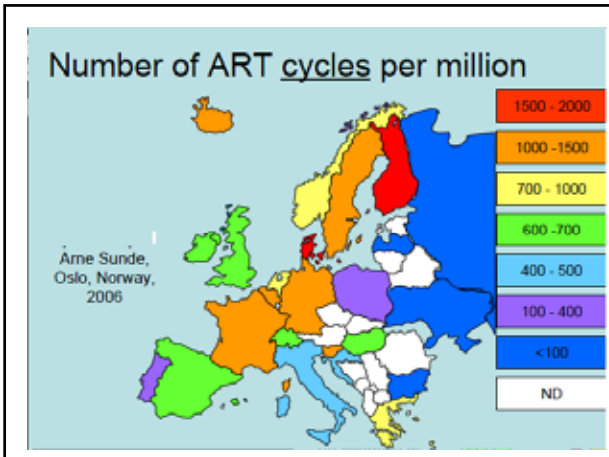 Number of ART cycles per million
1500 - 2000
1000 -1500
700 - 1000
600 -700
400 - 500
100 - 400
<100
ND
Arne Sunde,
Oslo, Norway,
2006